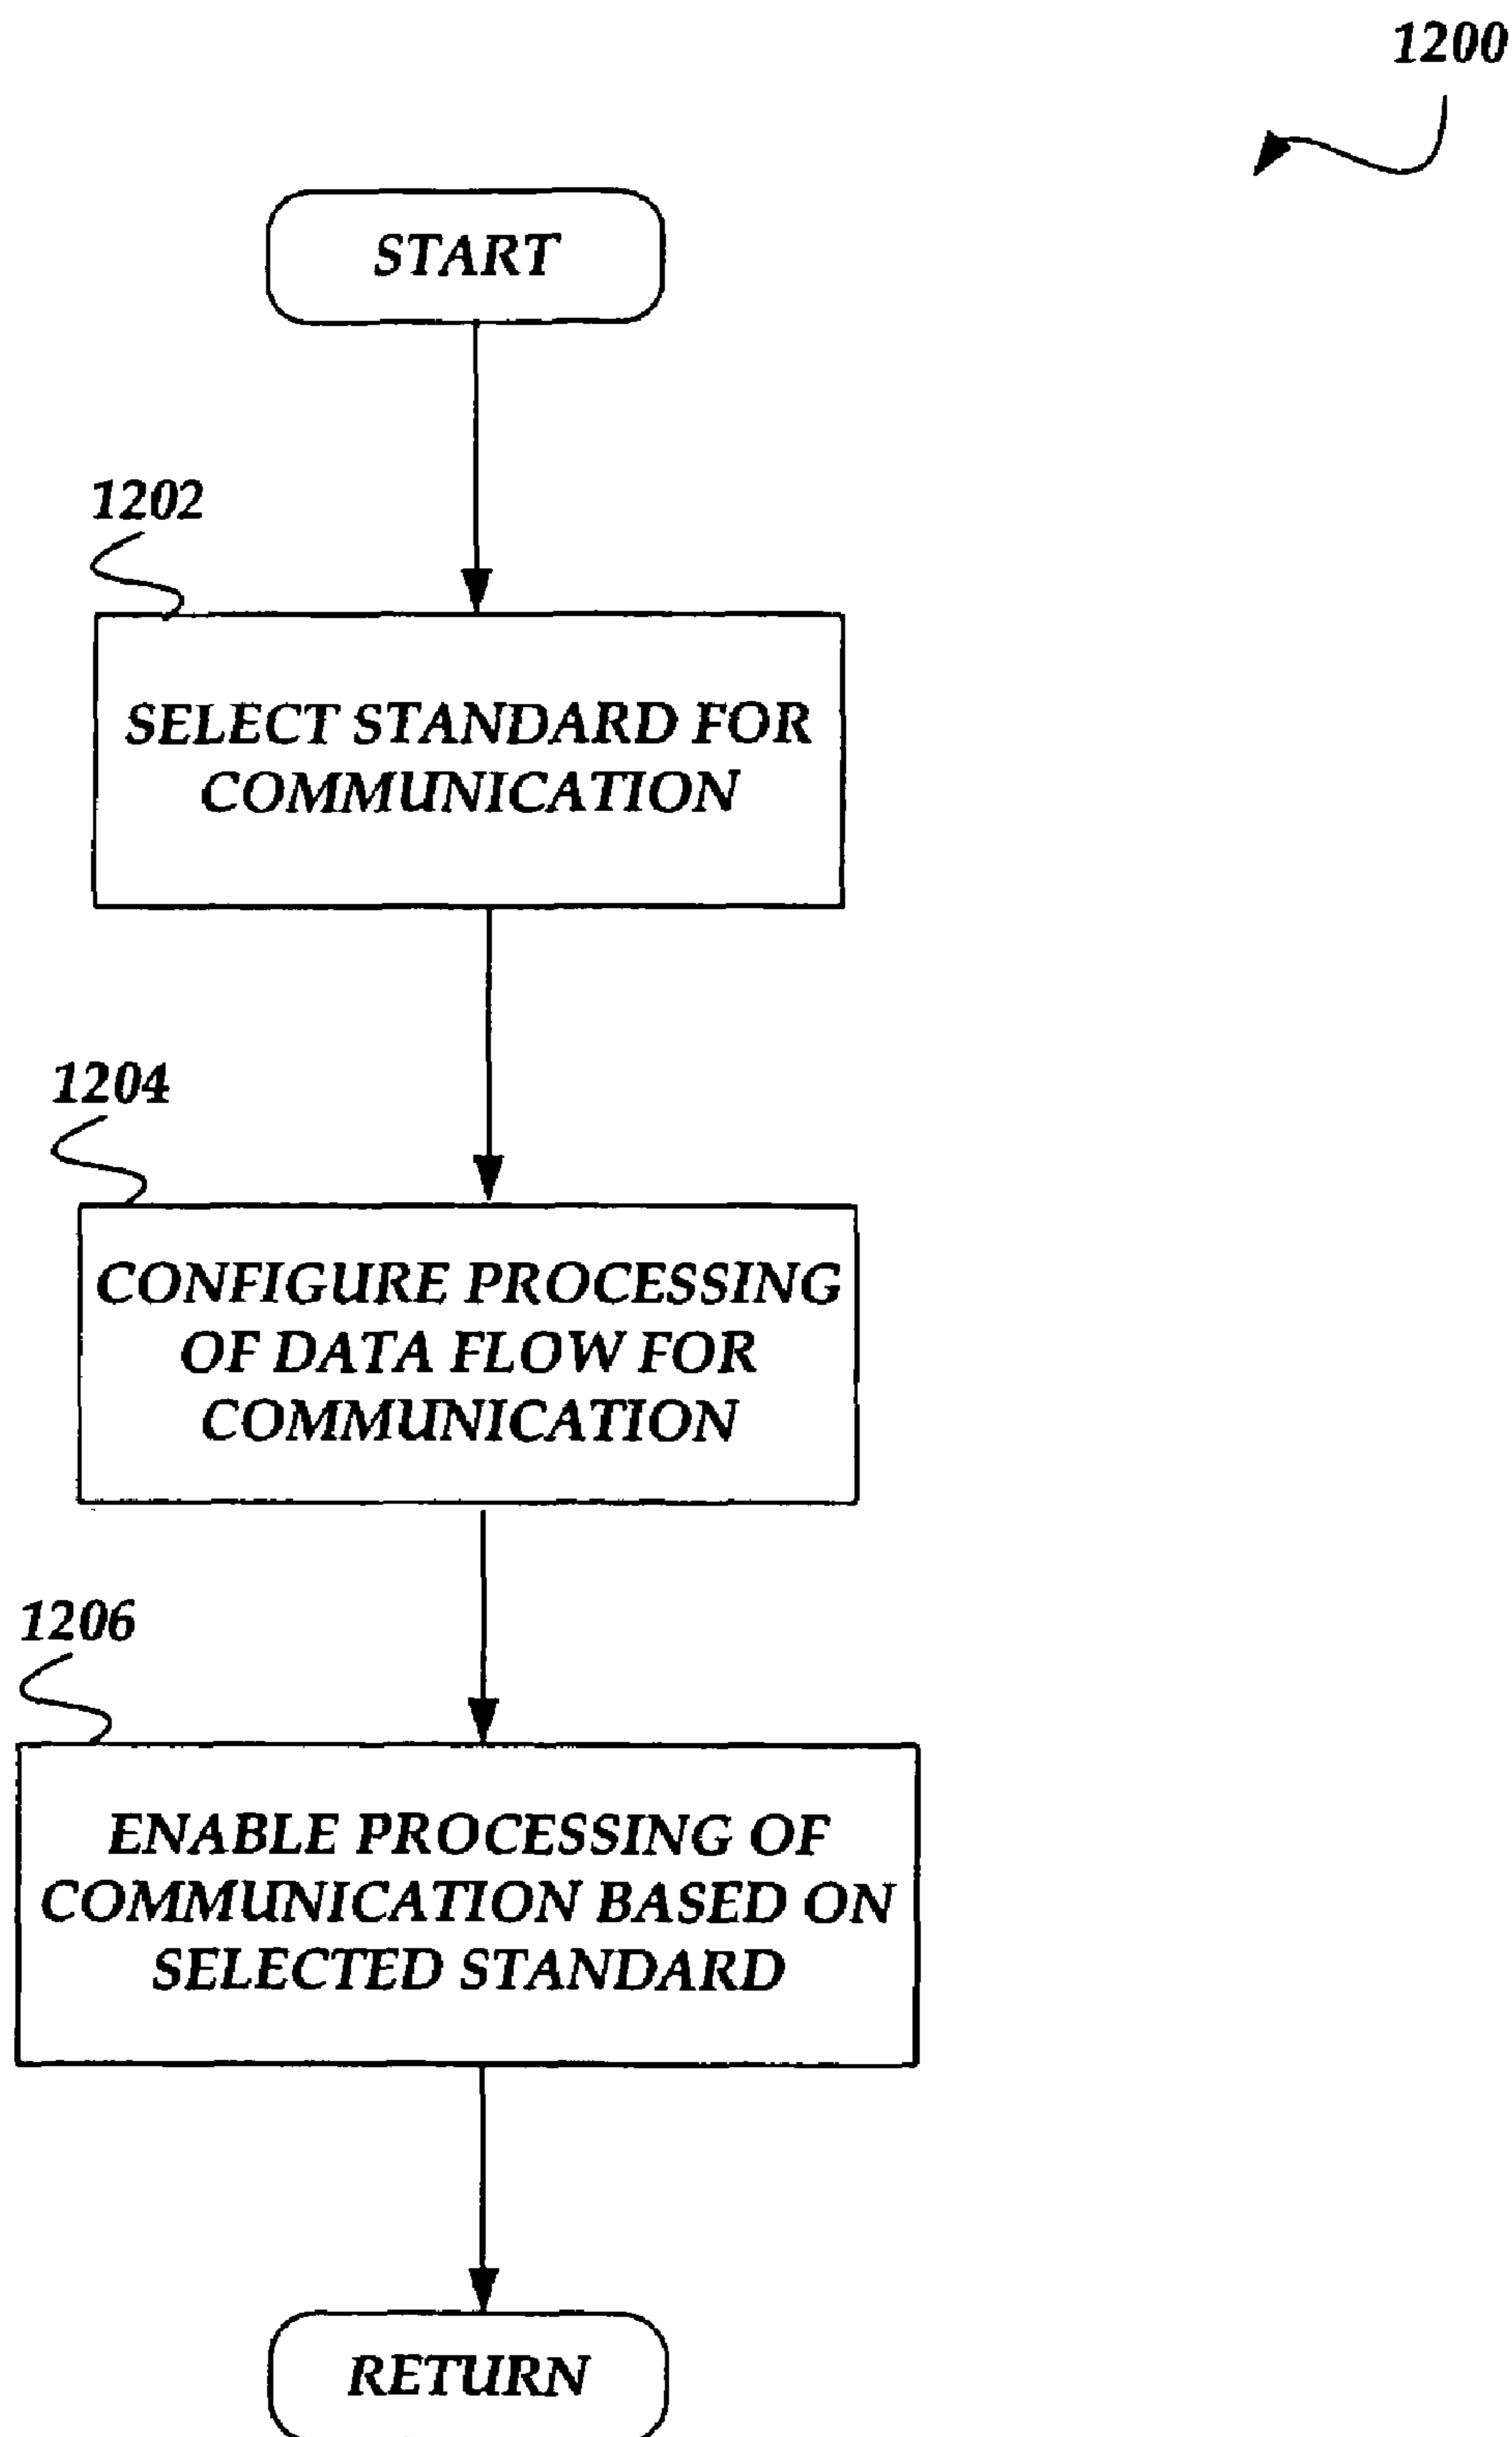 1200
START
1202
SELECT STANDARD FOR
COMMUNICATION
1204
CONFIGURE PROCESSING
OF DATA FLOW FOR
COMMUNICATION
1206
ENABLE PROCESSING OF
COMMUNICATION BASED ON
SELECTED STANDARD
RETURN